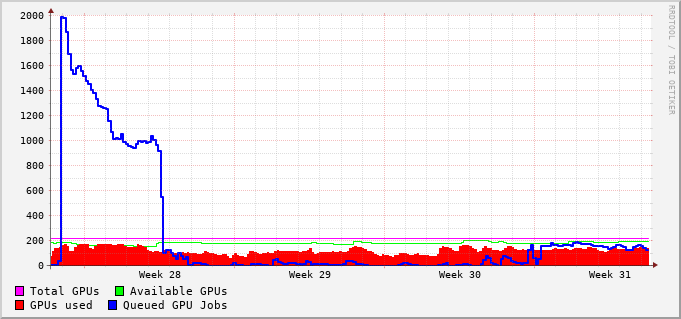 2000
1800
1600
1400
1200
1000
800
600
400
200
0
Week 28 Week 29 Week 30 Week 31
RRDTOOL / TOBI OETIKER
Total GPUs Available GPUs
GPUs used Queued GPU Jobs